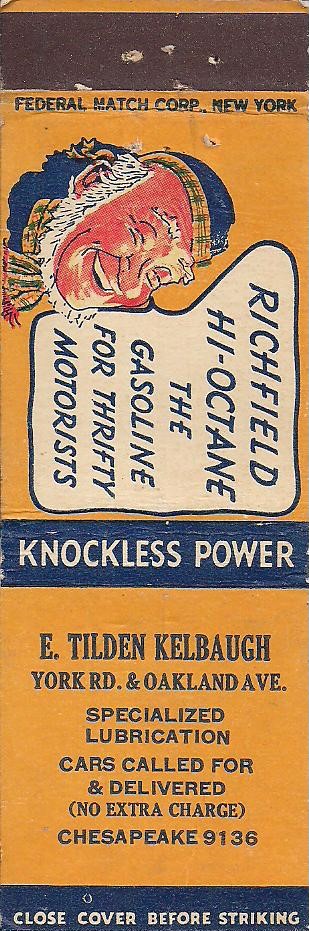 FEDERAL MATCH CORP., NEW YORK
RICHFIELD
HI-OCTANE
THE
GASOLINE
FOR THRIFTY
MOTORISTS
KNOCKLESS POWER
E. TILDEN KELBAUGH
YORK RD. & OAKLAND AVE.
SPECIALIZED
LUBRICATION
CARS CALLED FOR
& DELIVERED
(NO EXTRA CHARGE)
CHESAPEAKE 9136
CLOSE COVER BEFORE STRIKING